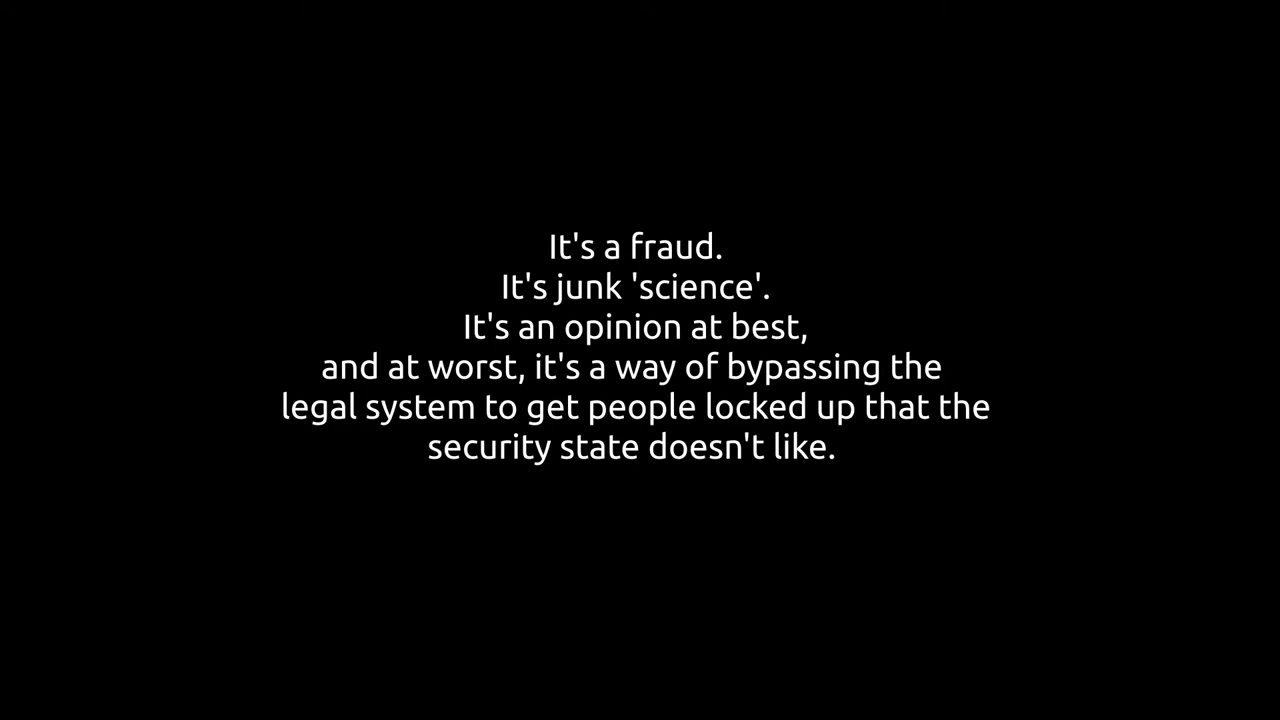 It's a fraud.
It's junk 'science'.
It's an opinion at best,
and at worst, it's a way of bypassing the
legal system to get people locked up that the
security state doesn't like.